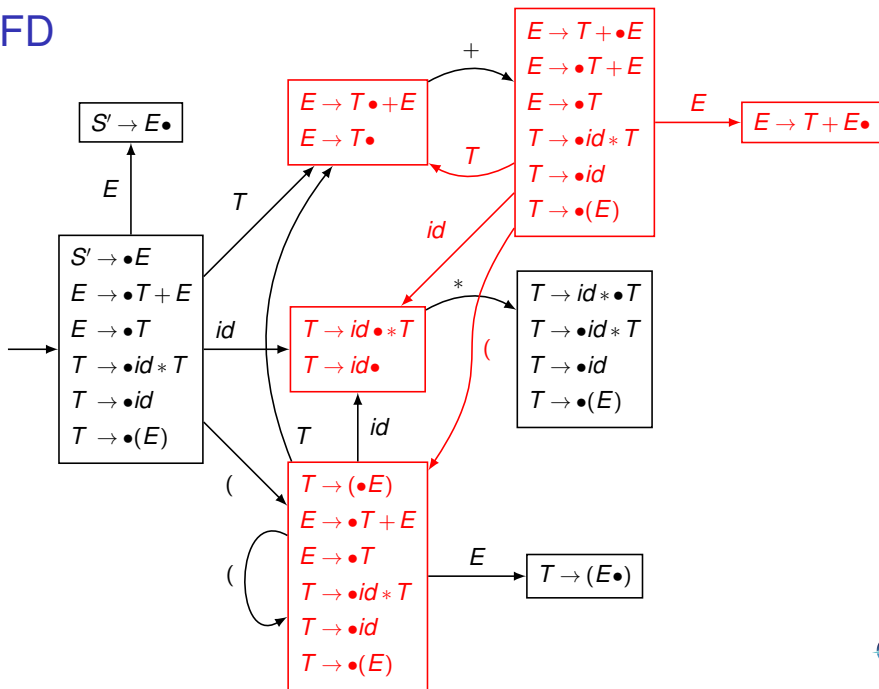 FD
E → T + •E
E → •T + E
E → •T
T → •id * T
T → •id
T → •(E)
+
E
E → T + E•
E → T • +E
E → T•
T
S′ → E•
E
T
id
S′ → •E
E → •T + E
E → •T
T → •id * T
T → •id
T → •(E)
id
T → id • *T
T → id•
*
(
T → id * •T
T → •id * T
T → •id
T → •(E)
T
id
(
T → (•E)
E → •T + E
E → •T
T → •id * T
T → •id
T → •(E)
(
E
T → (E•)